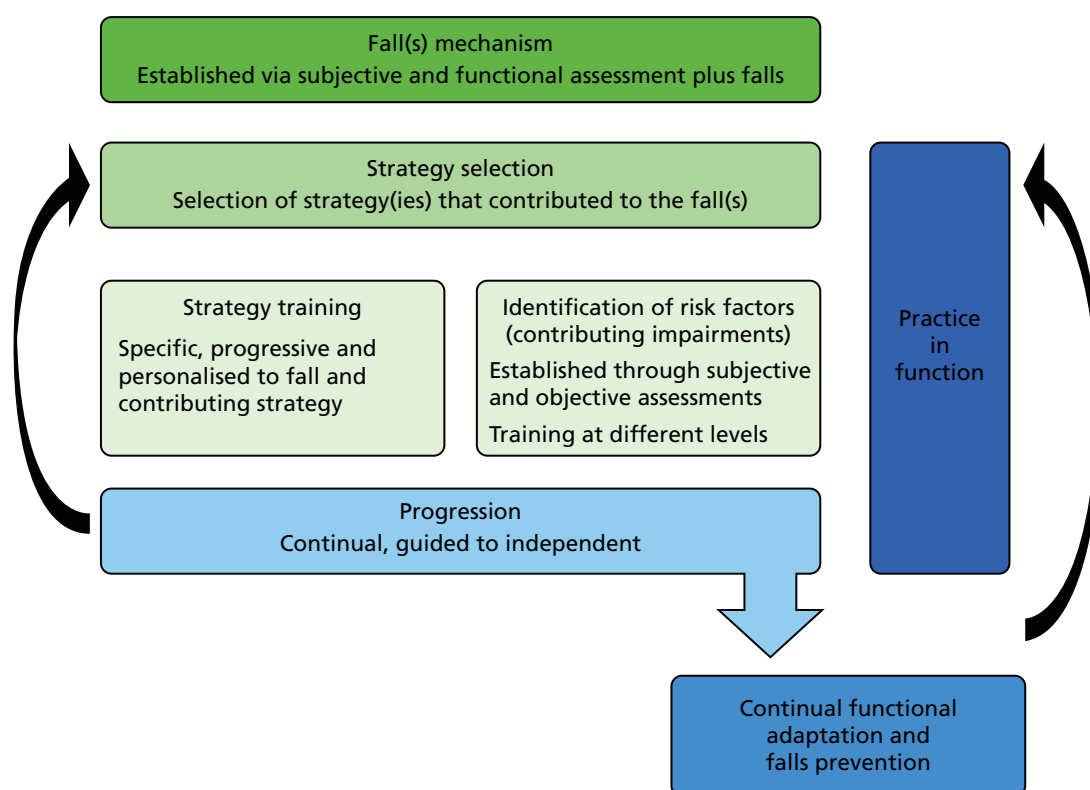 Fall(s) mechanism
Established via subjective and functional assessment plus falls
Strategy selection
Selection of strategy(ies) that contributed to the fall(s)
Strategy training
Specific, progressive and
personalised to fall and
contributing strategy
Identification of risk factors
(contributing impairments)
Established through subjective
and objective assessments
Training at different levels
Practice
in
function
Progression
Continual, guided to independent
Continual functional
adaptation and
falls prevention